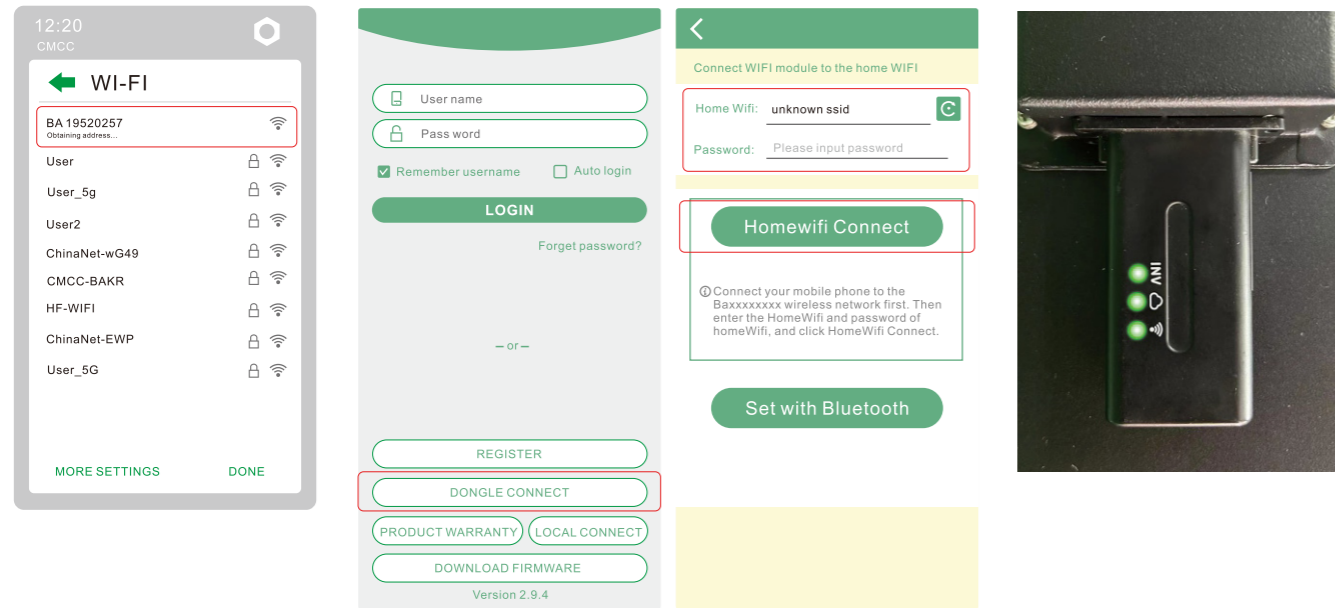 12:20
CMCC
WI-FI
BA 19520257
Obtaining address...
User
User_5g
User2
ChinaNet-wG49
CMCC-BAKR
HF-WIFI
ChinaNet-EWP
User_5G
MORE SETTINGS
DONE
User name
Pass word
Remember username
Auto login
LOGIN
Forget password?
– or –
REGISTER
DONGLE CONNECT
PRODUCT WARRANTY
LOCAL CONNECT
DOWNLOAD FIRMWARE
Version 2.9.4
Connect WIFI module to the home WIFI
Home Wifi: unknown ssid
Password: Please input password
Homewifi Connect
Connect your mobile phone to the
Baxxxxxxxx wireless network first. Then
enter the HomeWifi and password of
homeWifi, and click HomeWifi Connect.
Set with Bluetooth
INV